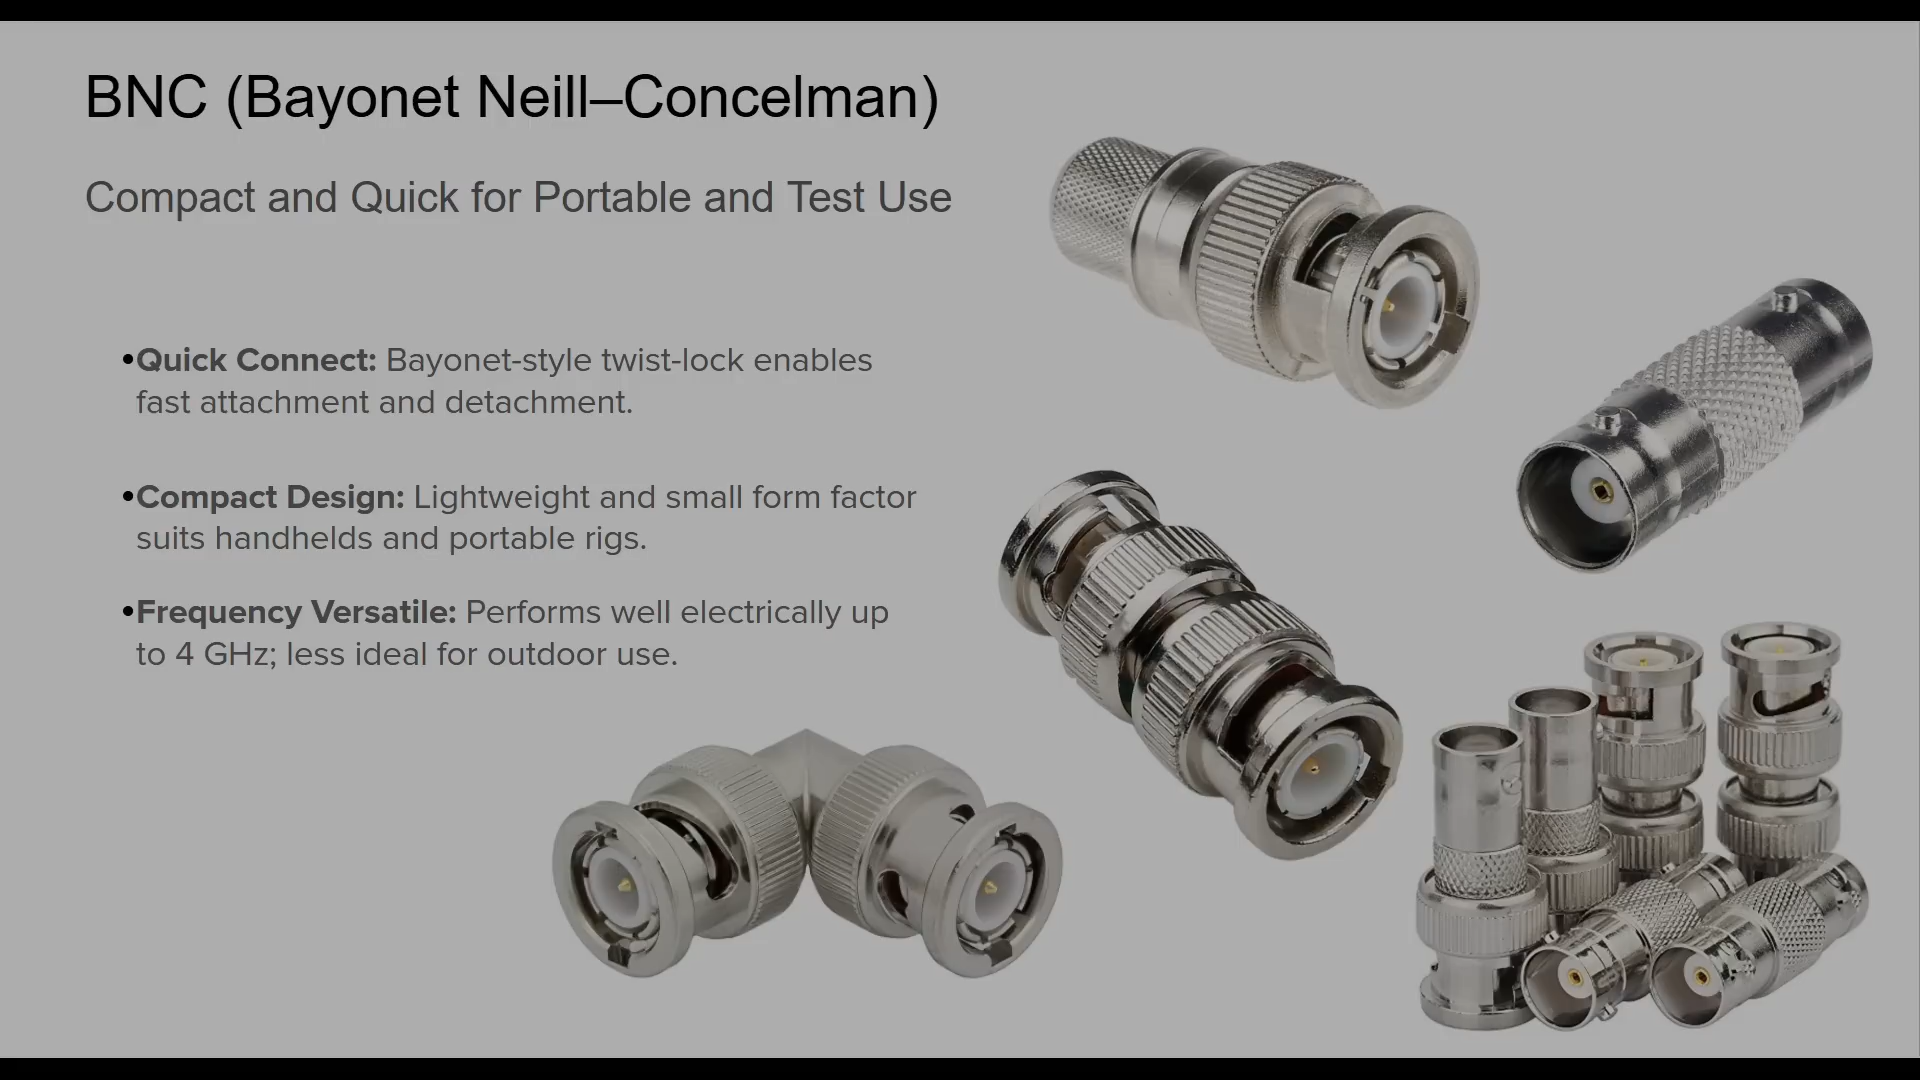 BNC (Bayonet Neill–Concelman)
Compact and Quick for Portable and Test Use
•Quick Connect: Bayonet-style twist-lock enables
fast attachment and detachment.
•Compact Design: Lightweight and small form factor
suits handhelds and portable rigs.
•Frequency Versatile: Performs well electrically up
to 4 GHz; less ideal for outdoor use.